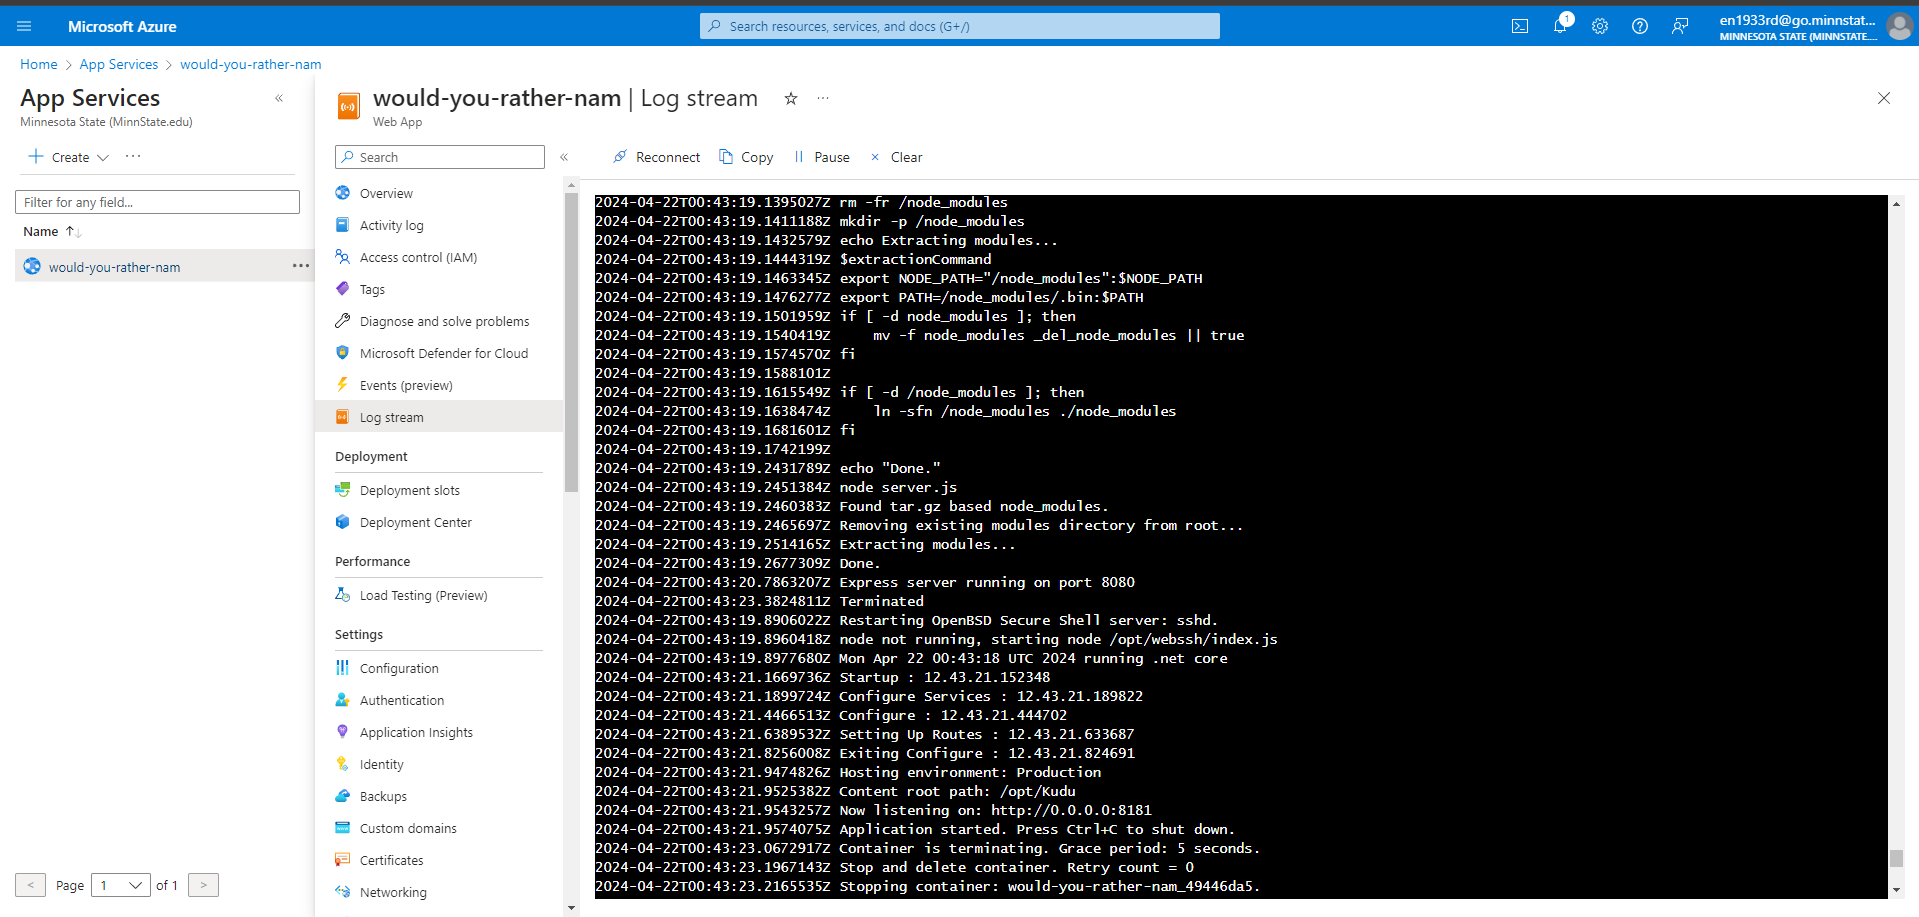 Microsoft Azure
Search resources, services, and docs (G+/)
1
en1933rd@go.minnstat...
MINNESOTA STATE (MINNSTATE....
Home > App Services > would-you-rather-nam
App Services
Minnesota State (MinnState.edu)
Create
Filter for any field...
Name
would-you-rather-nam
< Page 1 of 1 >
would-you-rather-nam | Log stream
Web App
Search
Overview
Activity log
Access control (IAM)
Tags
Diagnose and solve problems
Microsoft Defender for Cloud
Events (preview)
Log stream
Deployment
Deployment slots
Deployment Center
Performance
Load Testing (Preview)
Settings
Configuration
Authentication
Application Insights
Identity
Backups
Custom domains
Certificates
Networking
Reconnect Copy Pause Clear
2024-04-22T00:43:19.1395027Z rm -fr /node_modules
2024-04-22T00:43:19.1411188Z mkdir -p /node_modules
2024-04-22T00:43:19.1432579Z echo Extracting modules...
2024-04-22T00:43:19.1444319Z $extractionCommand
2024-04-22T00:43:19.1463345Z export NODE_PATH="/node_modules":$NODE_PATH
2024-04-22T00:43:19.1476277Z export PATH=/node_modules/.bin:$PATH
2024-04-22T00:43:19.1501959Z if [ -d node_modules ]; then
2024-04-22T00:43:19.1540419Z     mv -f node_modules _del_node_modules || true
2024-04-22T00:43:19.1574570Z fi
2024-04-22T00:43:19.1588101Z
2024-04-22T00:43:19.1615549Z if [ -d /node_modules ]; then
2024-04-22T00:43:19.1638474Z     ln -sfn /node_modules ./node_modules
2024-04-22T00:43:19.1681601Z fi
2024-04-22T00:43:19.1742199Z
2024-04-22T00:43:19.2431789Z echo "Done."
2024-04-22T00:43:19.2451384Z node server.js
2024-04-22T00:43:19.2460383Z Found tar.gz based node_modules.
2024-04-22T00:43:19.2465697Z Removing existing modules directory from root...
2024-04-22T00:43:19.2514165Z Extracting modules...
2024-04-22T00:43:19.2677309Z Done.
2024-04-22T00:43:20.7863207Z Express server running on port 8080
2024-04-22T00:43:23.3824811Z Terminated
2024-04-22T00:43:19.8906022Z Restarting OpenBSD Secure Shell server: sshd.
2024-04-22T00:43:19.8960418Z node not running, starting node /opt/webssh/index.js
2024-04-22T00:43:19.8977680Z Mon Apr 22 00:43:18 UTC 2024 running .net core
2024-04-22T00:43:21.1669736Z Startup : 12.43.21.152348
2024-04-22T00:43:21.1899724Z Configure Services : 12.43.21.189822
2024-04-22T00:43:21.4466513Z Configure : 12.43.21.444702
2024-04-22T00:43:21.6389532Z Setting Up Routes : 12.43.21.633687
2024-04-22T00:43:21.8256008Z Exiting Configure : 12.43.21.824691
2024-04-22T00:43:21.9474826Z Hosting environment: Production
2024-04-22T00:43:21.9525382Z Content root path: /opt/Kudu
2024-04-22T00:43:21.9543257Z Now listening on: http://0.0.0.0:8181
2024-04-22T00:43:21.9574075Z Application started. Press Ctrl+C to shut down.
2024-04-22T00:43:23.0672917Z Container is terminating. Grace period: 5 seconds.
2024-04-22T00:43:23.1967143Z Stop and delete container. Retry count = 0
2024-04-22T00:43:23.2165535Z Stopping container: would-you-rather-nam_49446da5.